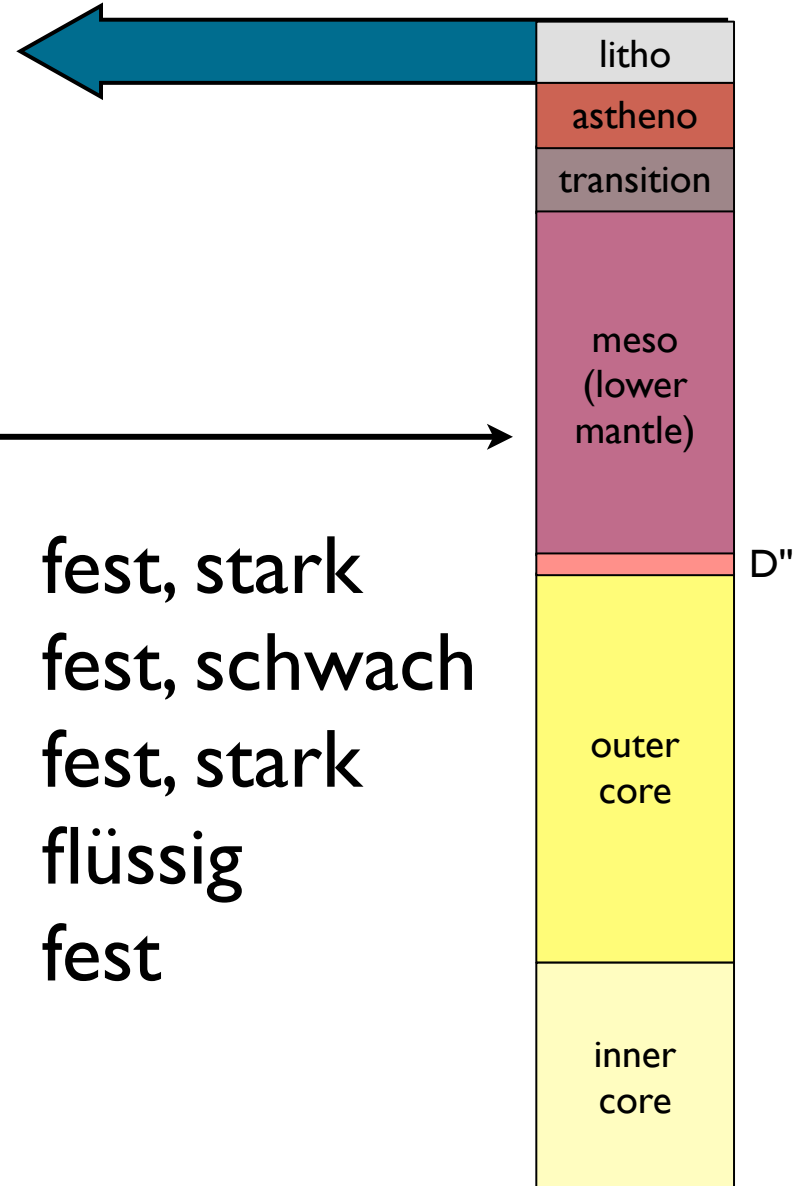 litho
astheno
transition
meso
(lower
mantle)
D"
fest, stark
fest, schwach
fest, stark
flüssig
fest
outer
core
inner
core